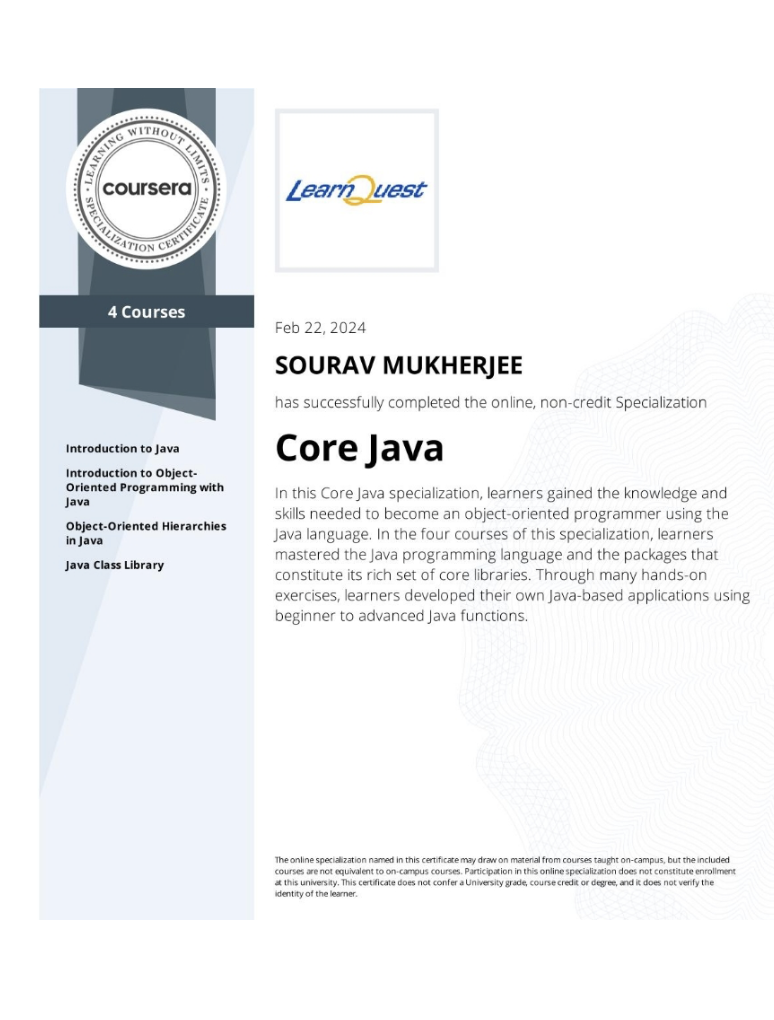 LEARNING WITHOUT LIMITS
coursera
SPECIALIZATION CERTIFICATE
4 Courses
Introduction to Java
Introduction to Object-
Oriented Programming with
Java
Object-Oriented Hierarchies
in Java
Java Class Library
LearnQuest
Feb 22, 2024
SOURAV MUKHERJEE
has successfully completed the online, non-credit Specialization
Core Java
In this Core Java specialization, learners gained the knowledge and
skills needed to become an object-oriented programmer using the
Java language. In the four courses of this specialization, learners
mastered the Java programming language and the packages that
constitute its rich set of core libraries. Through many hands-on
exercises, learners developed their own Java-based applications using
beginner to advanced Java functions.
The online specialization named in this certificate may draw on material from courses taught on-campus, but the included
courses are not equivalent to on-campus courses. Participation in this online specialization does not constitute enrollment
at this university. This certificate does not confer a University grade, course credit or degree, and it does not verify the
identity of the learner.